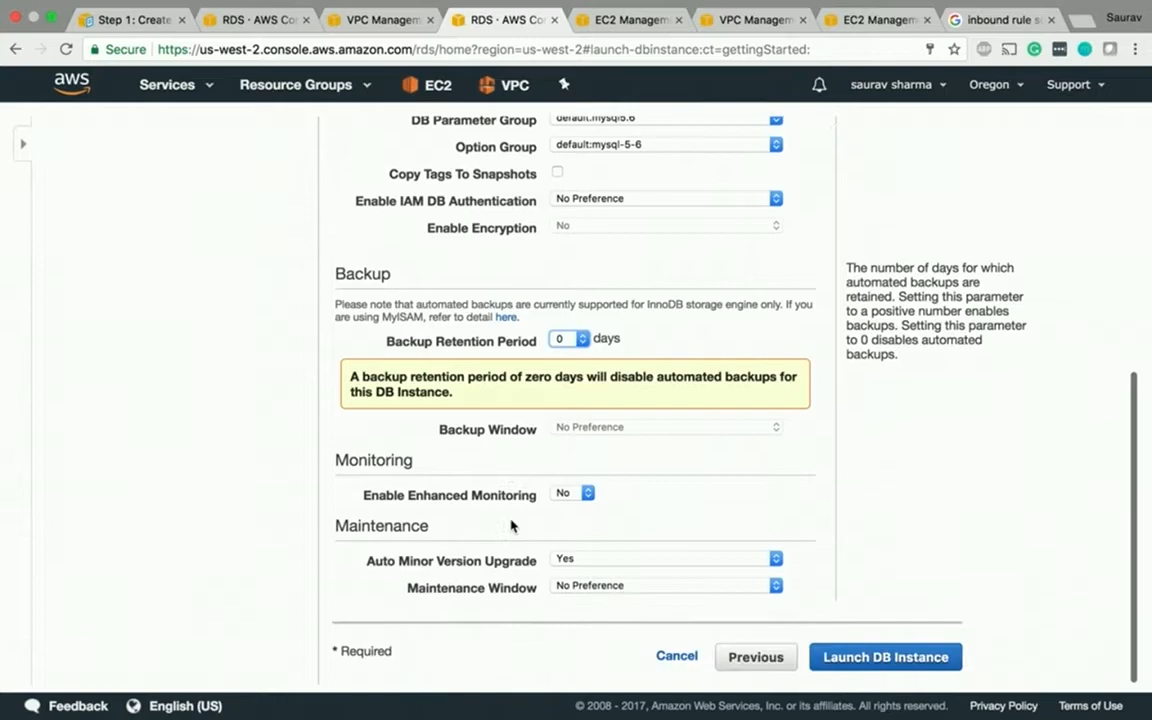 Step 1: Create
RDS · AWS Co
VPC Managem
RDS · AWS Co
EC2 Managem
VPC Managem
EC2 Managem
inbound rule s
Saurav
Secure
https://us-west-2.console.aws.amazon.com/rds/home?region=us-west-2#launch-dbinstance:ct=gettingStarted:
aws
Services
Resource Groups
EC2
VPC
saurav sharma
Oregon
Support
DB Parameter Group
default.mysql5.6
Option Group
default:mysql-5-6
Copy Tags To Snapshots
Enable IAM DB Authentication
No Preference
Enable Encryption
No
Backup
Please note that automated backups are currently supported for InnoDB storage engine only. If you
are using MyISAM, refer to detail here.
Backup Retention Period
0
days
A backup retention period of zero days will disable automated backups for
this DB Instance.
Backup Window
No Preference
Monitoring
Enable Enhanced Monitoring
No
Maintenance
Auto Minor Version Upgrade
Yes
Maintenance Window
No Preference
The number of days for which
automated backups are
retained. Setting this parameter
to a positive number enables
backups. Setting this parameter
to 0 disables automated
backups.
* Required
Cancel
Previous
Launch DB Instance
Feedback
English (US)
© 2008 - 2017, Amazon Web Services, Inc. or its affiliates. All rights reserved.
Privacy Policy
Terms of Use